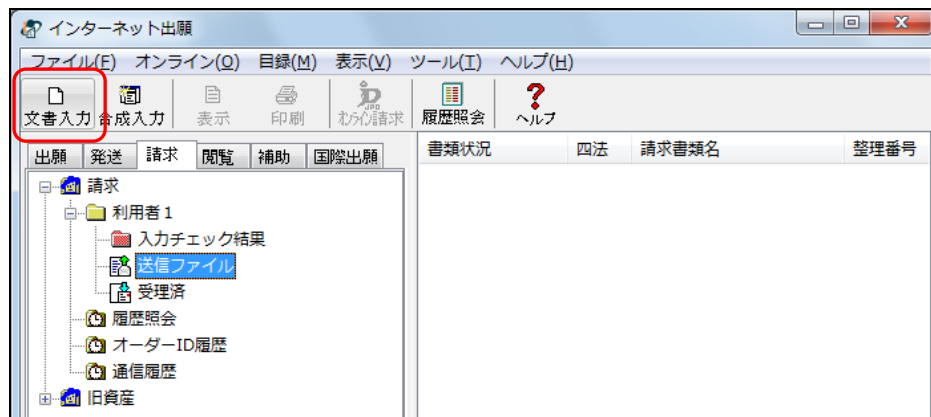 インターネット出願
ファイル(F) オンライン(O) 目録(M) 表示(V) ツール(T) ヘルプ(H)
文書入力 合成入力 表示 印刷 オンライン請求 履歴照会 ヘルプ
出願 発送 請求 閲覧 補助 国際出願
書類状況 四法 請求書類名 整理番号
請求
利用者1
入力チェック結果
送信ファイル
受理済
履歴照会
オーダーID履歴
通信履歴
旧資産